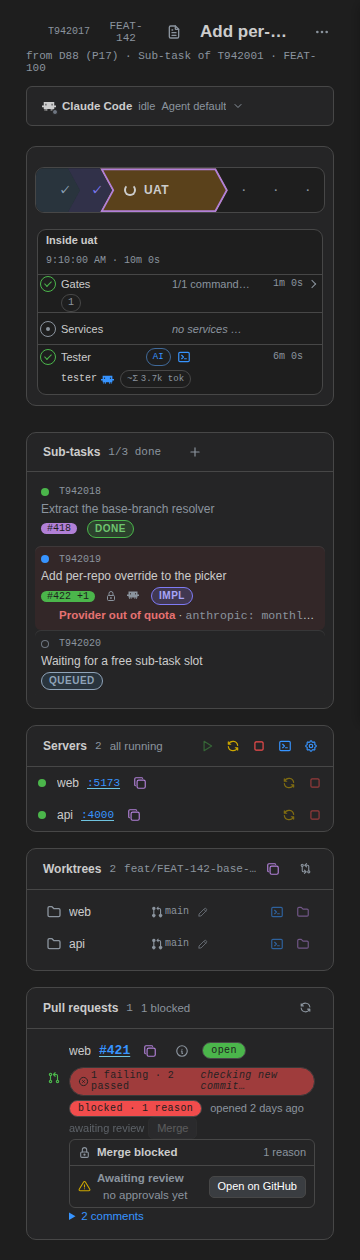 T942017 FEAT-142 Add per-…
from D88 (P17) · Sub-task of T942001 · FEAT-
100
Claude Code idle Agent default
UAT
Inside uat
9:10:00 AM · 10m 0s
Gates 1/1 command… 1m 0s
1
Services no services …
Tester AI 6m 0s
tester ~Σ 3.7k tok
Sub-tasks 1/3 done
T942018
Extract the base-branch resolver
#418 DONE
T942019
Add per-repo override to the picker
#422 +1 IMPL
Provider out of quota · anthropic: monthl…
T942020
Waiting for a free sub-task slot
QUEUED
Servers 2 all running
web :5173
api :4000
Worktrees 2 feat/FEAT-142-base-…
web main
api main
Pull requests 1 1 blocked
web #421 open
1 failing · 2 passed checking new commit…
blocked · 1 reason opened 2 days ago
awaiting review Merge
Merge blocked 1 reason
Awaiting review
no approvals yet Open on GitHub
2 comments